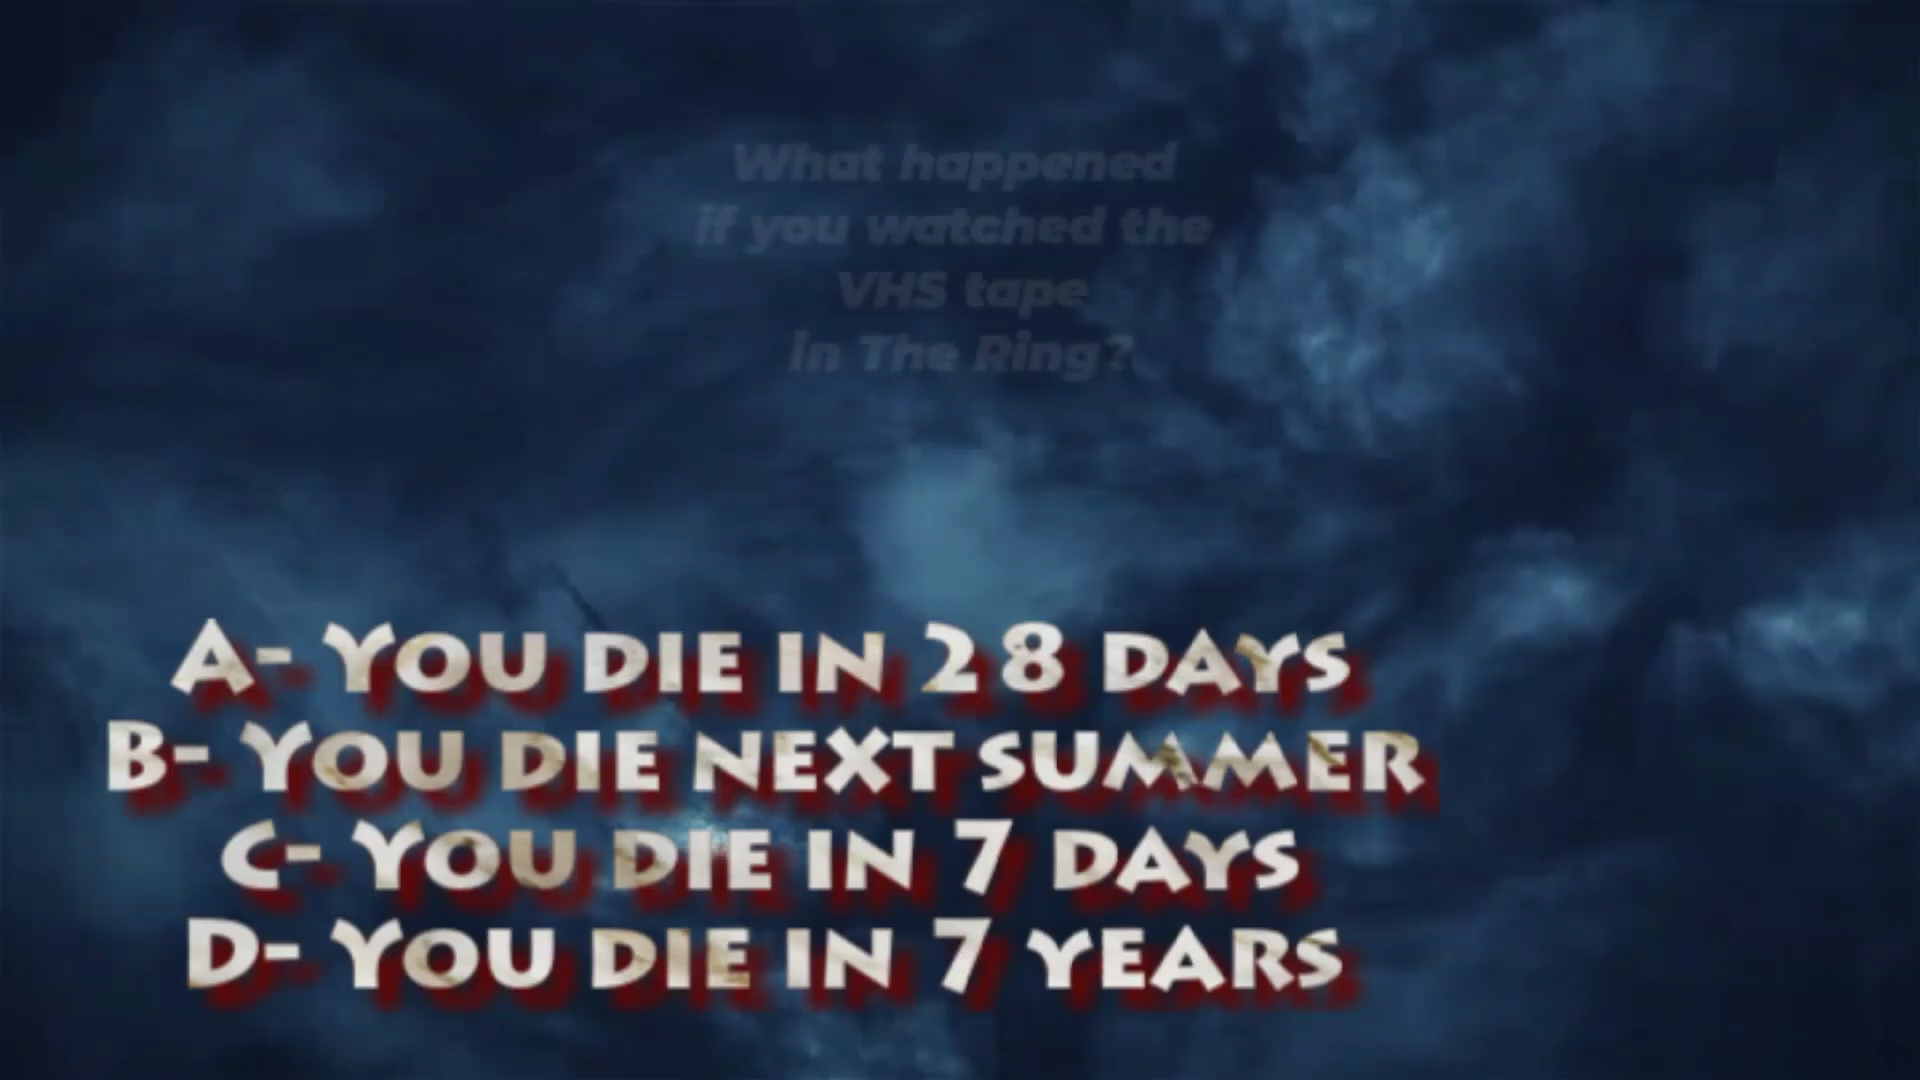 What happened
if you watched the
VHS tape
in The Ring?
A- YOU DIE IN 28 DAYS
B- YOU DIE NEXT SUMMER
C- YOU DIE IN 7 DAYS
D- YOU DIE IN 7 YEARS